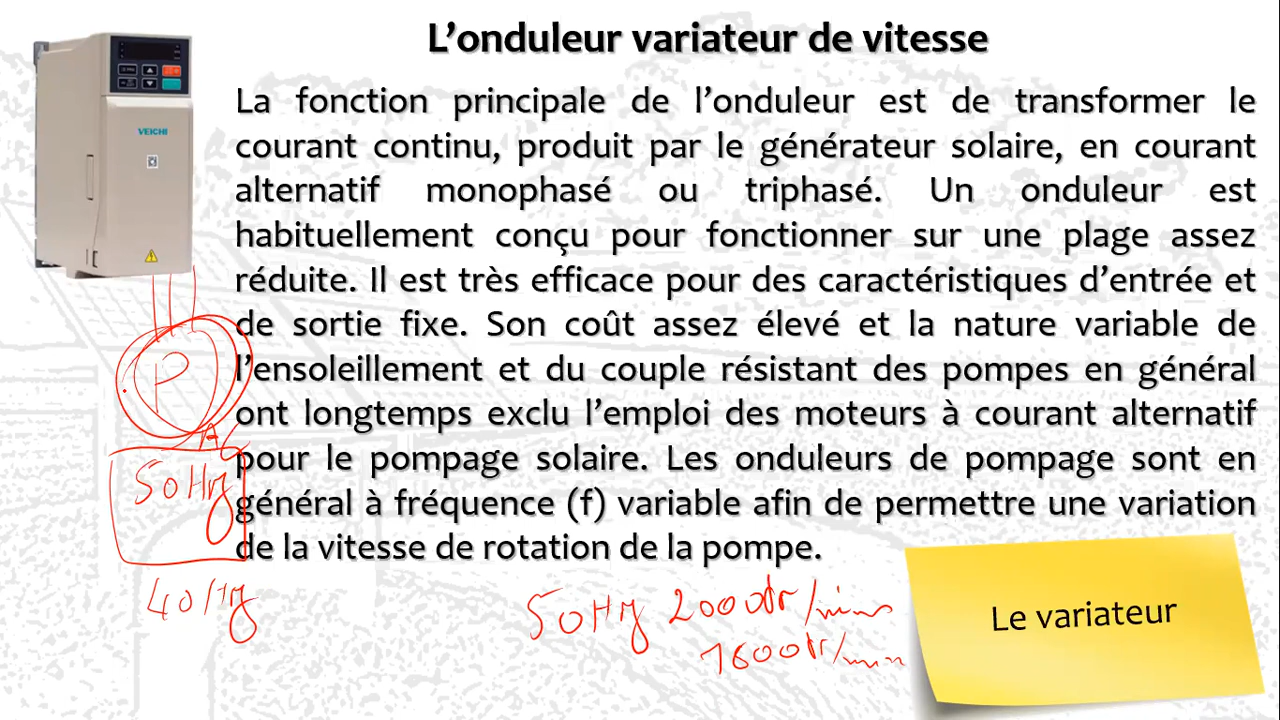 L'onduleur variateur de vitesse
VEICHI
La fonction principale de l'onduleur est de transformer le
courant continu, produit par le générateur solaire, en courant
alternatif monophasé ou triphasé. Un onduleur est
habituellement conçu pour fonctionner sur une plage assez
réduite. Il est très efficace pour des caractéristiques d'entrée et
de sortie fixe. Son coût assez élevé et la nature variable de
l'ensoleillement et du couple résistant des pompes en général
ont longtemps exclu l'emploi des moteurs à courant alternatif
pour le pompage solaire. Les onduleurs de pompage sont en
général à fréquence (f) variable afin de permettre une variation
de la vitesse de rotation de la pompe.
P
50Hz
40Hz
50Hz 2000tr/min
1600tr/min
Le variateur